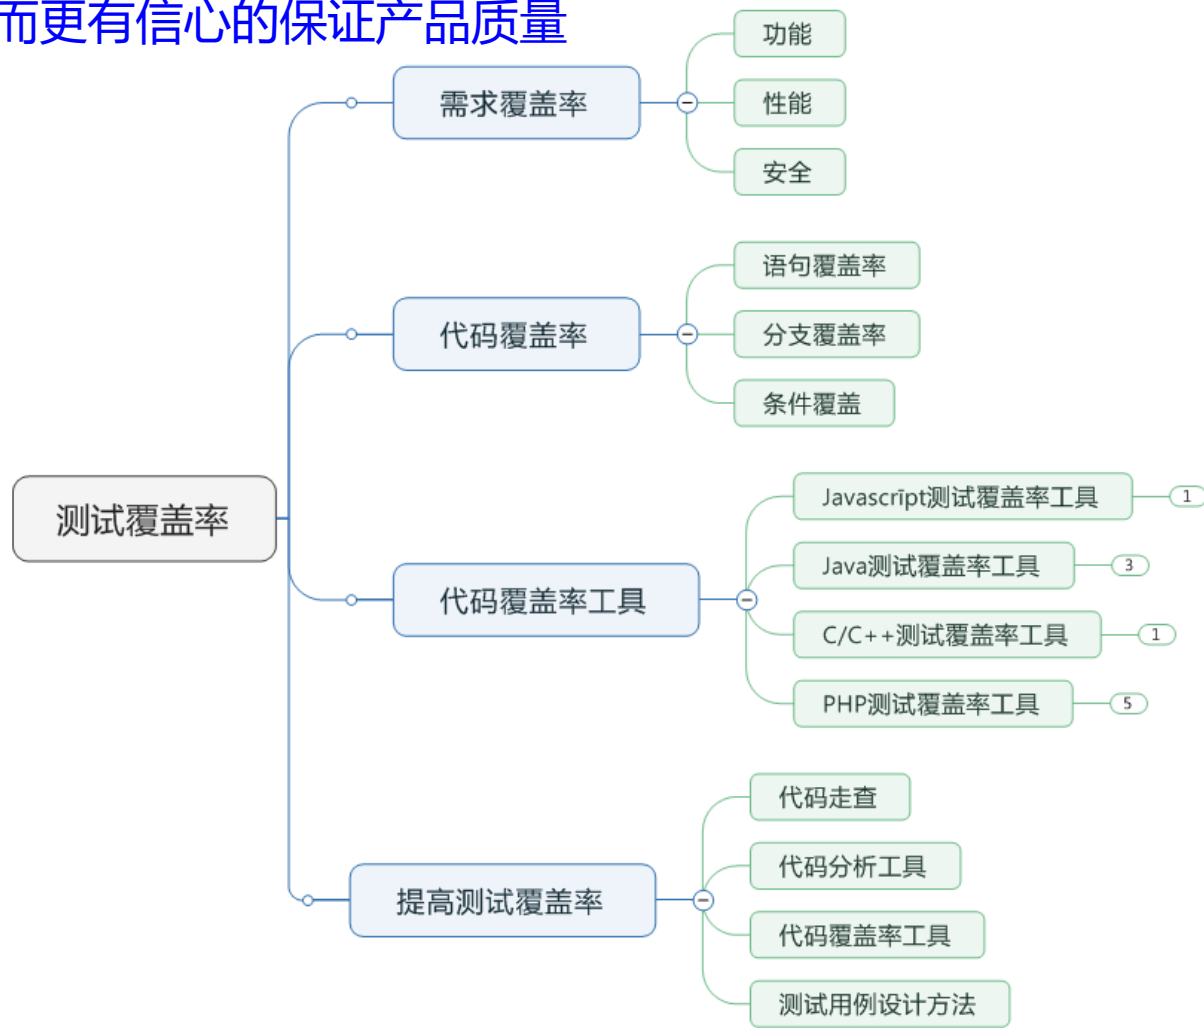 而更有信心的保证产品质量
测试覆盖率
需求覆盖率
功能
性能
安全
代码覆盖率
语句覆盖率
分支覆盖率
条件覆盖
代码覆盖率工具
Javascrīpt测试覆盖率工具
1
Java测试覆盖率工具
3
C/C++测试覆盖率工具
1
PHP测试覆盖率工具
5
提高测试覆盖率
代码走查
代码分析工具
代码覆盖率工具
测试用例设计方法